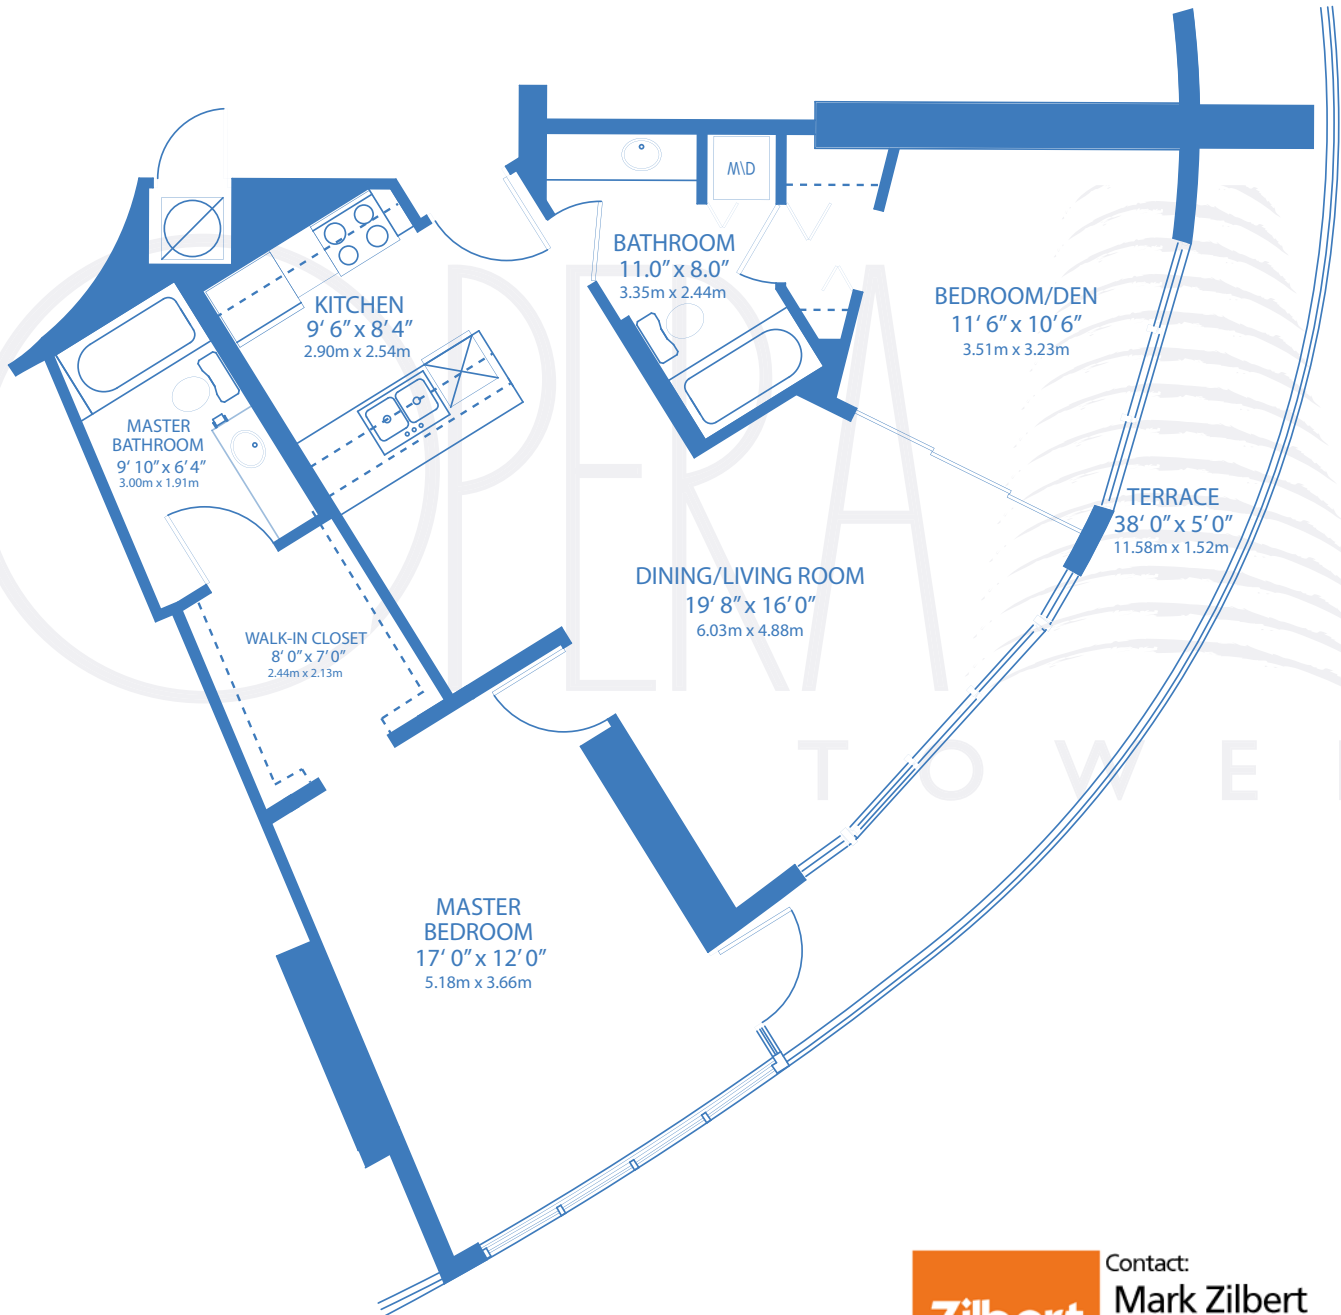 M\D
BATHROOM
11.0” x 8.0”
3.35m x 2.44m
KITCHEN
9‘ 6” x 8’ 4”
2.90m x 2.54m
BEDROOM/DEN
11‘ 6” x 10’ 6”
3.51m x 3.23m
MASTER
BATHROOM
9‘ 10” x 6’ 4”
3.00m x 1.91m
TERRACE
38‘ 0” x 5’ 0”
11.58m x 1.52m
DINING/LIVING ROOM
19‘ 8” x 16’ 0”
6.03m x 4.88m
WALK-IN CLOSET
8‘ 0” x 7’ 0”
2.44m x 2.13m
OPERA
TOWE
MASTER
BEDROOM
17‘ 0” x 12’ 0”
5.18m x 3.66m
Zilbert
Contact:
Mark Zilbert